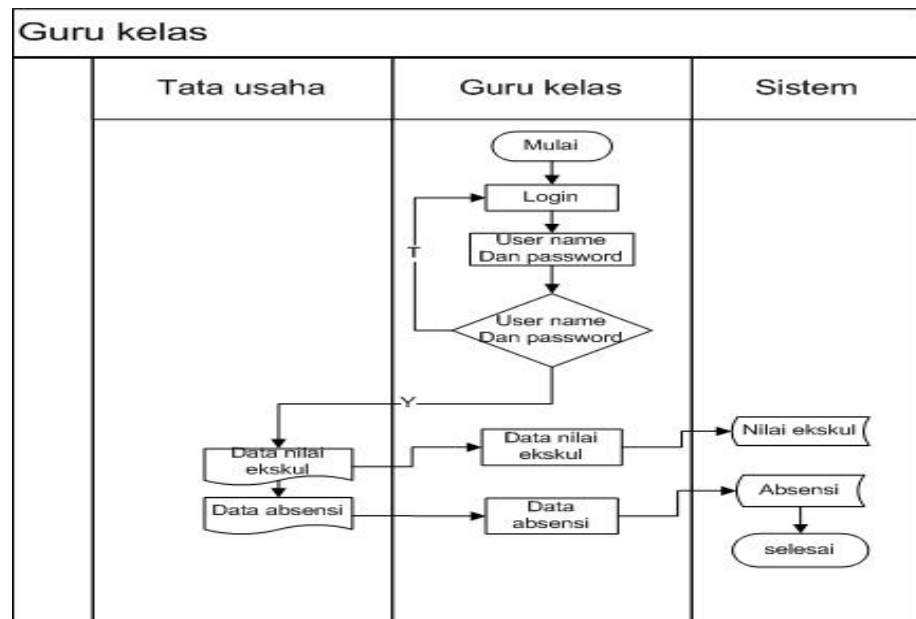 Guru kelas
Tata usaha
Guru kelas
Sistem
Mulai
Login
User name
Dan password
T
User name
Dan password
Y
Data nilai
ekskul
Data nilai
ekskul
Nilai ekskul
Data absensi
Data
absensi
Absensi
selesai